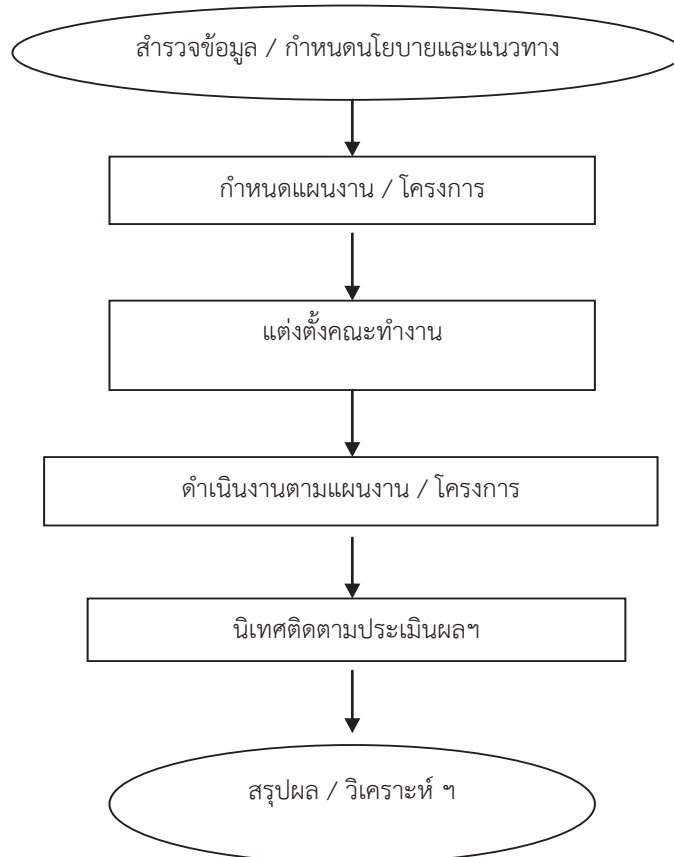 สำรวจข้อมูล / กำหนดนโยบายและแนวทาง
กำหนดแผนงาน / โครงการ
แต่งตั้งคณะทำงาน
ดำเนินงานตามแผนงาน / โครงการ
นิเทศติดตามประเมินผลฯ
สรุปผล / วิเคราะห์ ฯ